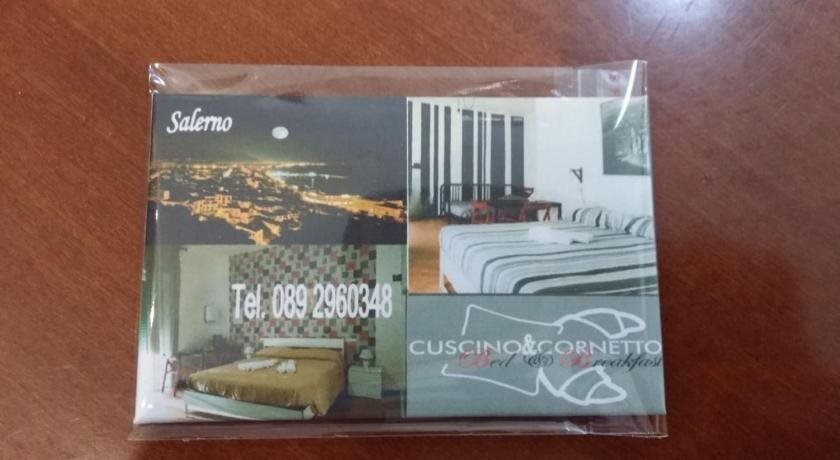 Salerno
Tel. 089 2960348
CUSCINO&CORNETTO
Bed & Breakfast